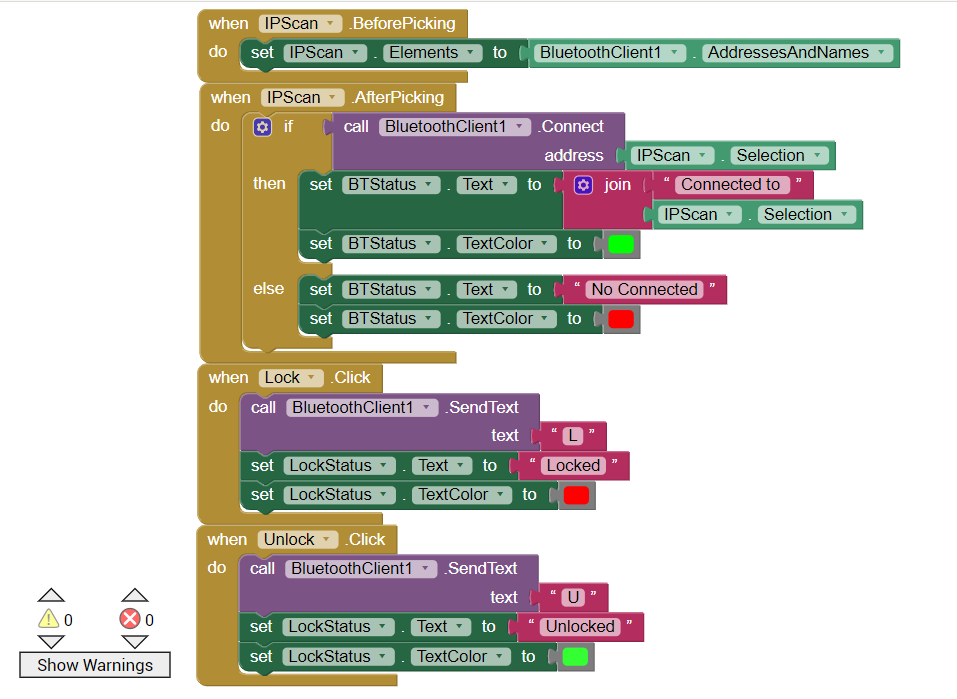 when IPScan .BeforePicking
do set IPScan . Elements to BluetoothClient1 . AddressesAndNames
when IPScan .AfterPicking
do if call BluetoothClient1 .Connect
address IPScan . Selection
then set BTStatus . Text to join “ Connected to ”
IPScan . Selection
set BTStatus . TextColor to
else set BTStatus . Text to “ No Connected ”
set BTStatus . TextColor to
when Lock .Click
do call BluetoothClient1 .SendText
text “ L ”
set LockStatus . Text to “ Locked ”
set LockStatus . TextColor to
when Unlock .Click
do call BluetoothClient1 .SendText
text “ U ”
set LockStatus . Text to “ Unlocked ”
set LockStatus . TextColor to
0 0
Show Warnings